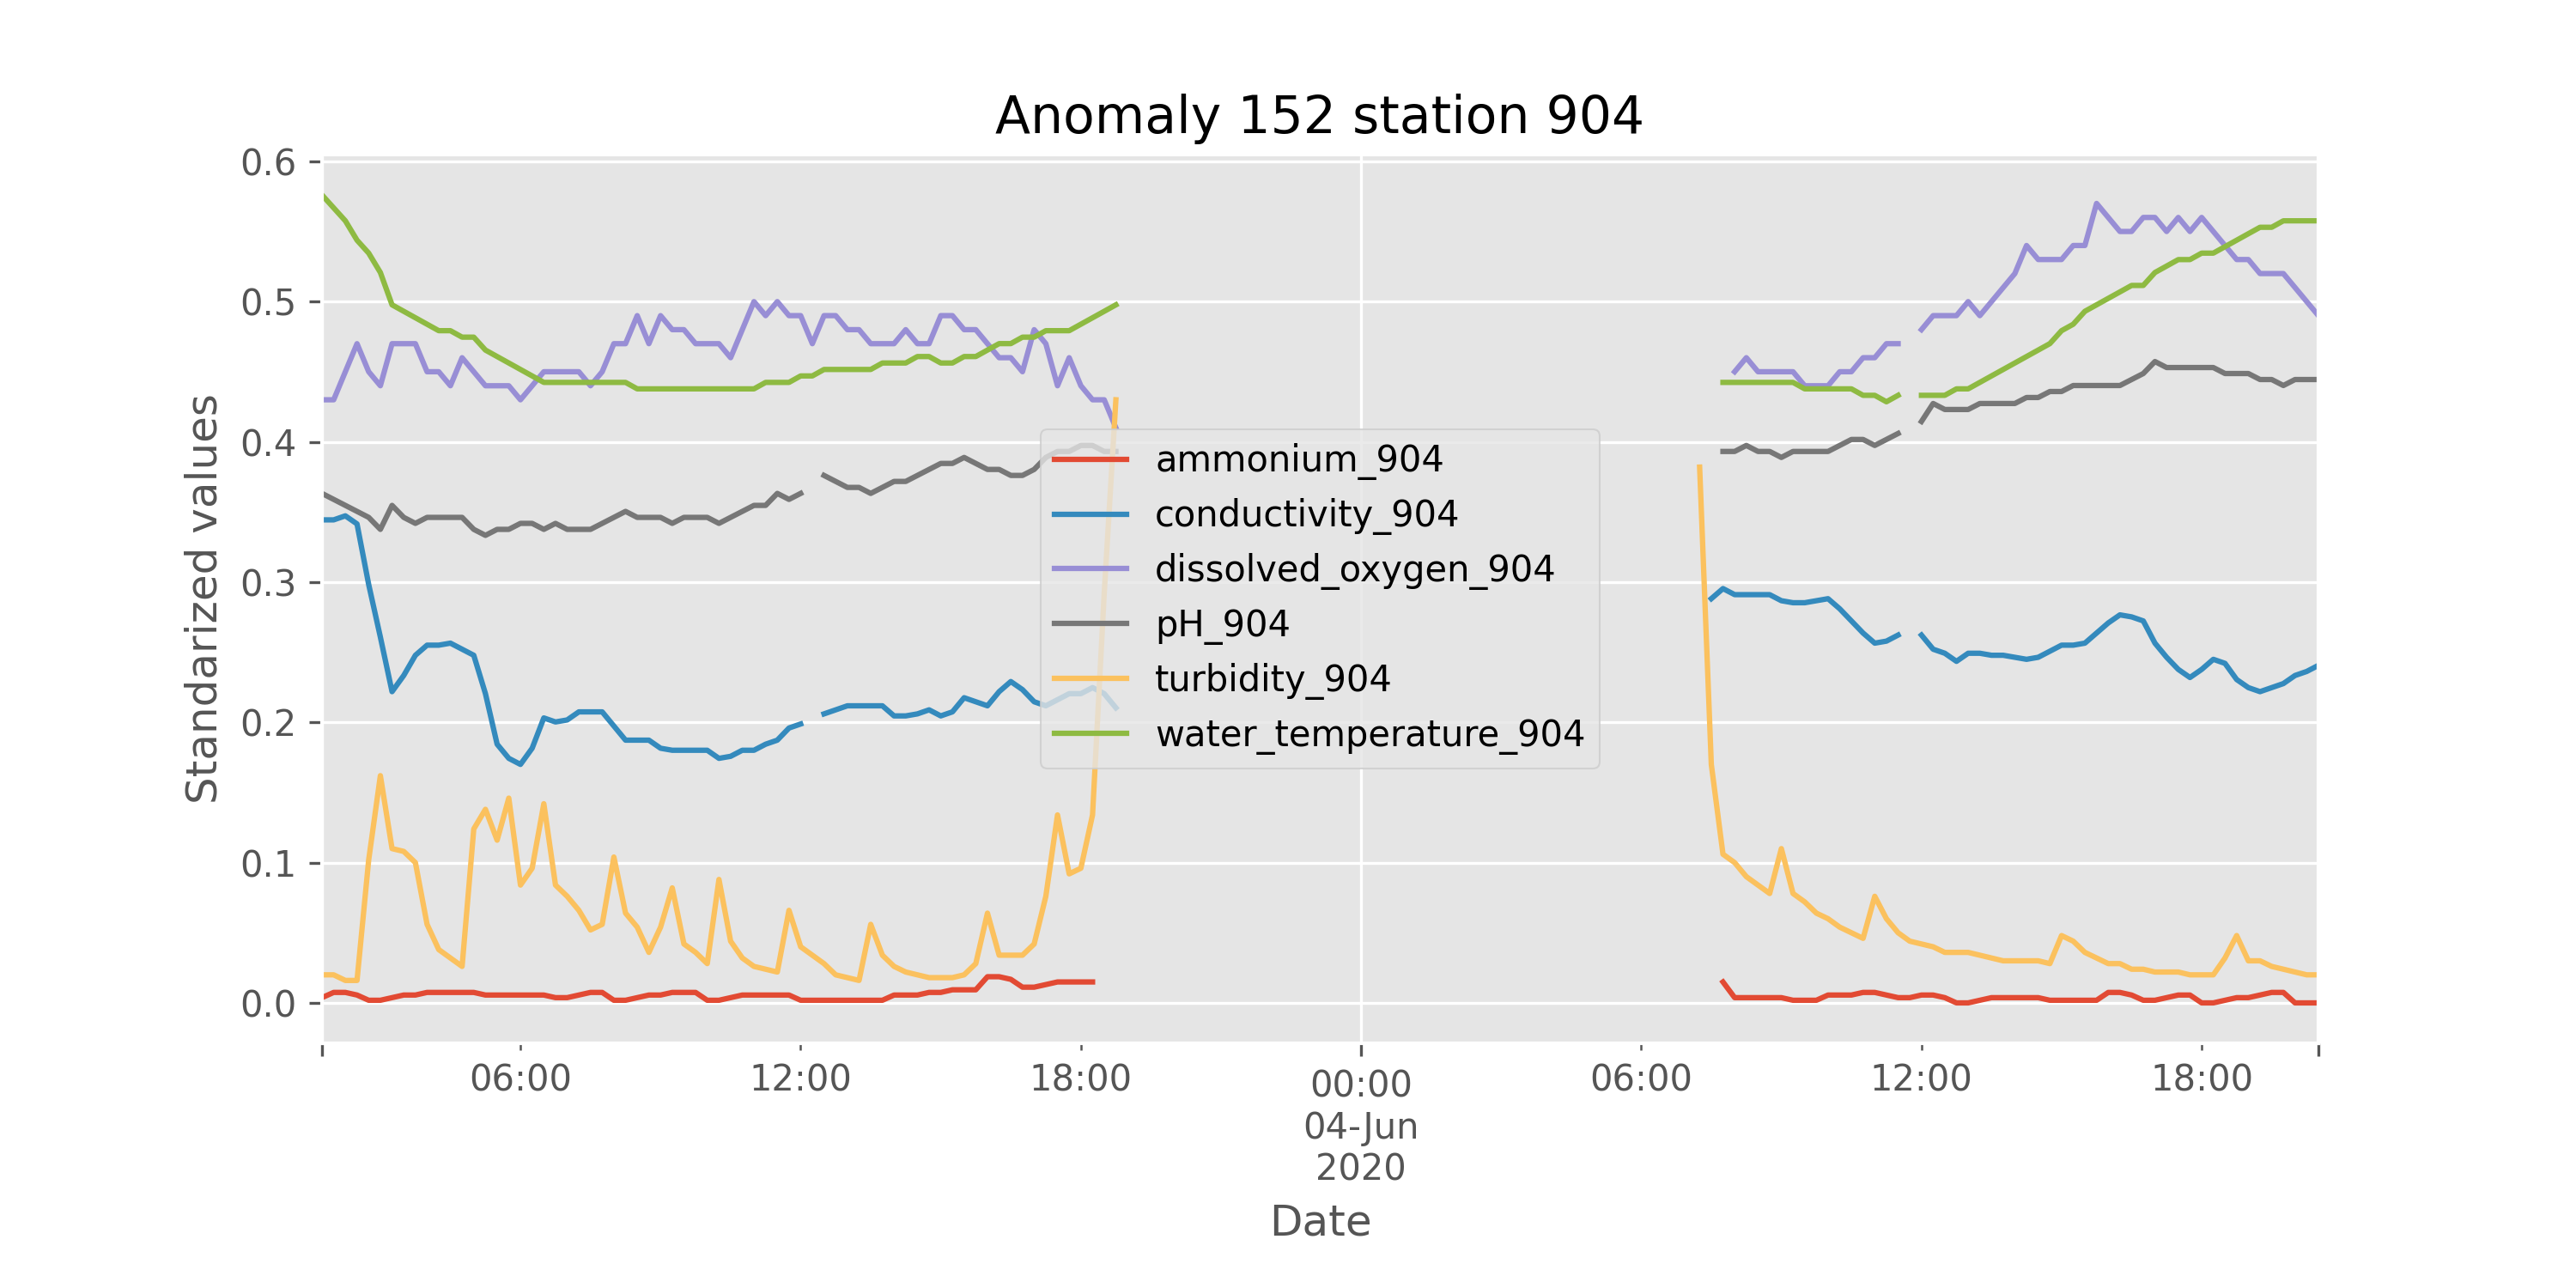 Anomaly 152 station 904
0.6
0.5
0.4
0.3
0.2
0.1
0.0
Standarized values
ammonium_904
conductivity_904
dissolved_oxygen_904
pH_904
turbidity_904
water_temperature_904
06:00 12:00 18:00 00:00 06:00 12:00 18:00
04-Jun
2020
Date